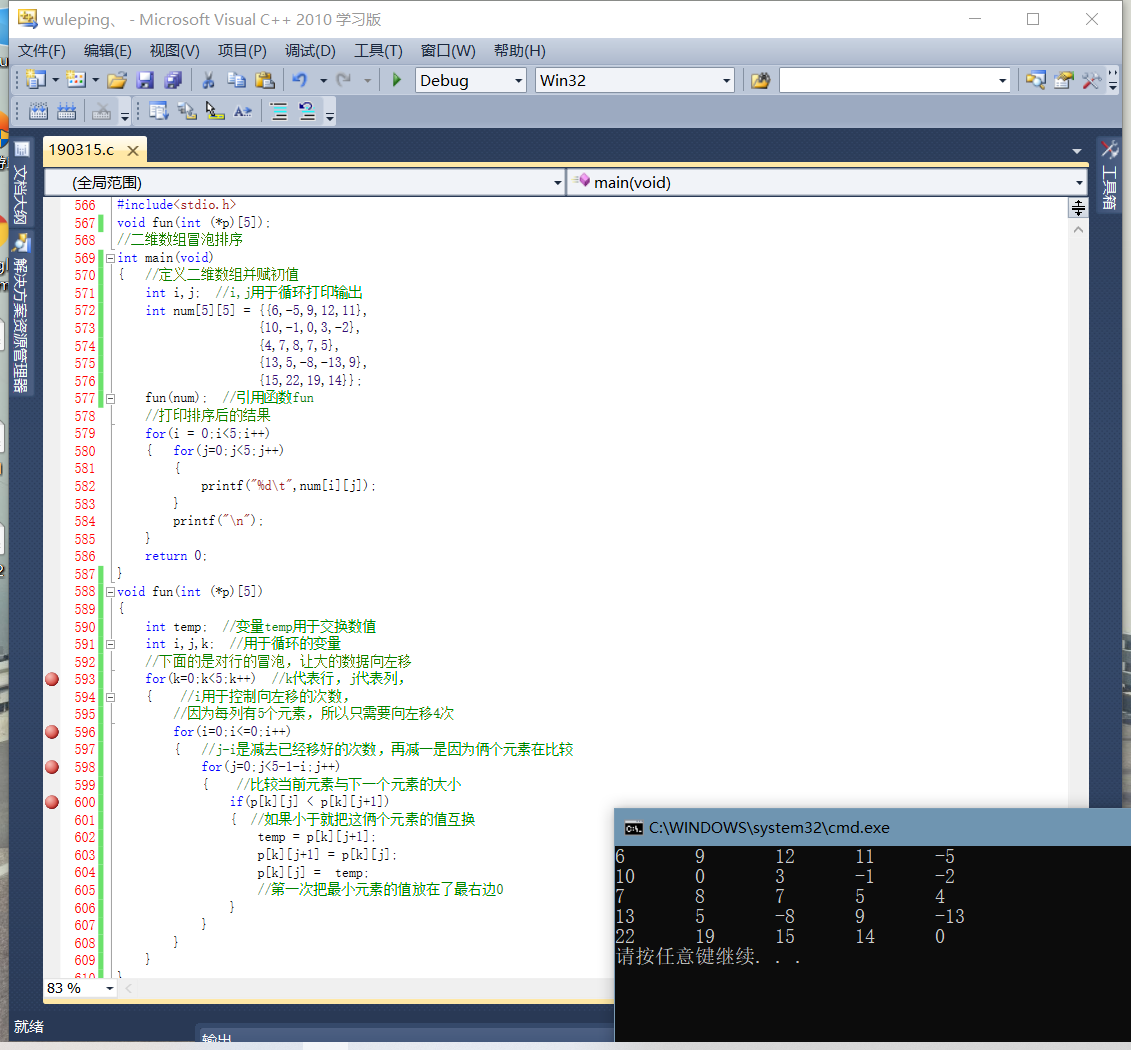 wuleping、 - Microsoft Visual C++ 2010 学习版
文件(F) 编辑(E) 视图(V) 项目(P) 调试(D) 工具(T) 窗口(W) 帮助(H)
Debug Win32
190315.c
(全局范围) main(void)
文档大纲
解决方案资源管理器
工具箱
566 #include<stdio.h>
567 void fun(int (*p)[5]);
568 //二维数组冒泡排序
569 int main(void)
570 { //定义二维数组并赋初值
571 int i,j; //i,j用于循环打印输出
572 int num[5][5] = {{6,-5,9,12,11},
573 {10,-1,0,3,-2},
574 {4,7,8,7,5},
575 {13,5,-8,-13,9},
576 {15,22,19,14}};
577 fun(num); //引用函数fun
578 //打印排序后的结果
579 for(i = 0;i<5;i++)
580 { for(j=0;j<5;j++)
581 {
582 printf("%d\t",num[i][j]);
583 }
584 printf("\n");
585 }
586 return 0;
587 }
588 void fun(int (*p)[5])
589 {
590 int temp; //变量temp用于交换数值
591 int i,j,k; //用于循环的变量
592 //下面的是对行的冒泡，让大的数据向左移
593 for(k=0;k<5;k++) //k代表行，j代表列，
594 { //i用于控制向左移的次数，
595 //因为每列有5个元素，所以只需要向左移4次
596 for(i=0;i<=0;i++)
597 { //j-i是减去已经移好的次数，再减一是因为俩个元素在比较
598 for(j=0;j<5-1-i;j++)
599 { //比较当前元素与下一个元素的大小
600 if(p[k][j] < p[k][j+1])
601 { //如果小于就把这俩个元素的值互换
602 temp = p[k][j+1];
603 p[k][j+1] = p[k][j];
604 p[k][j] = temp;
605 //第一次把最小元素的值放在了最右边0
606 }
607 }
608 }
609 }
610 }
83 %
就绪
输出
C:\WINDOWS\system32\cmd.exe
6 9 12 11 -5
10 0 3 -1 -2
7 8 7 5 4
13 5 -8 9 -13
22 19 15 14 0
请按任意键继续. . .